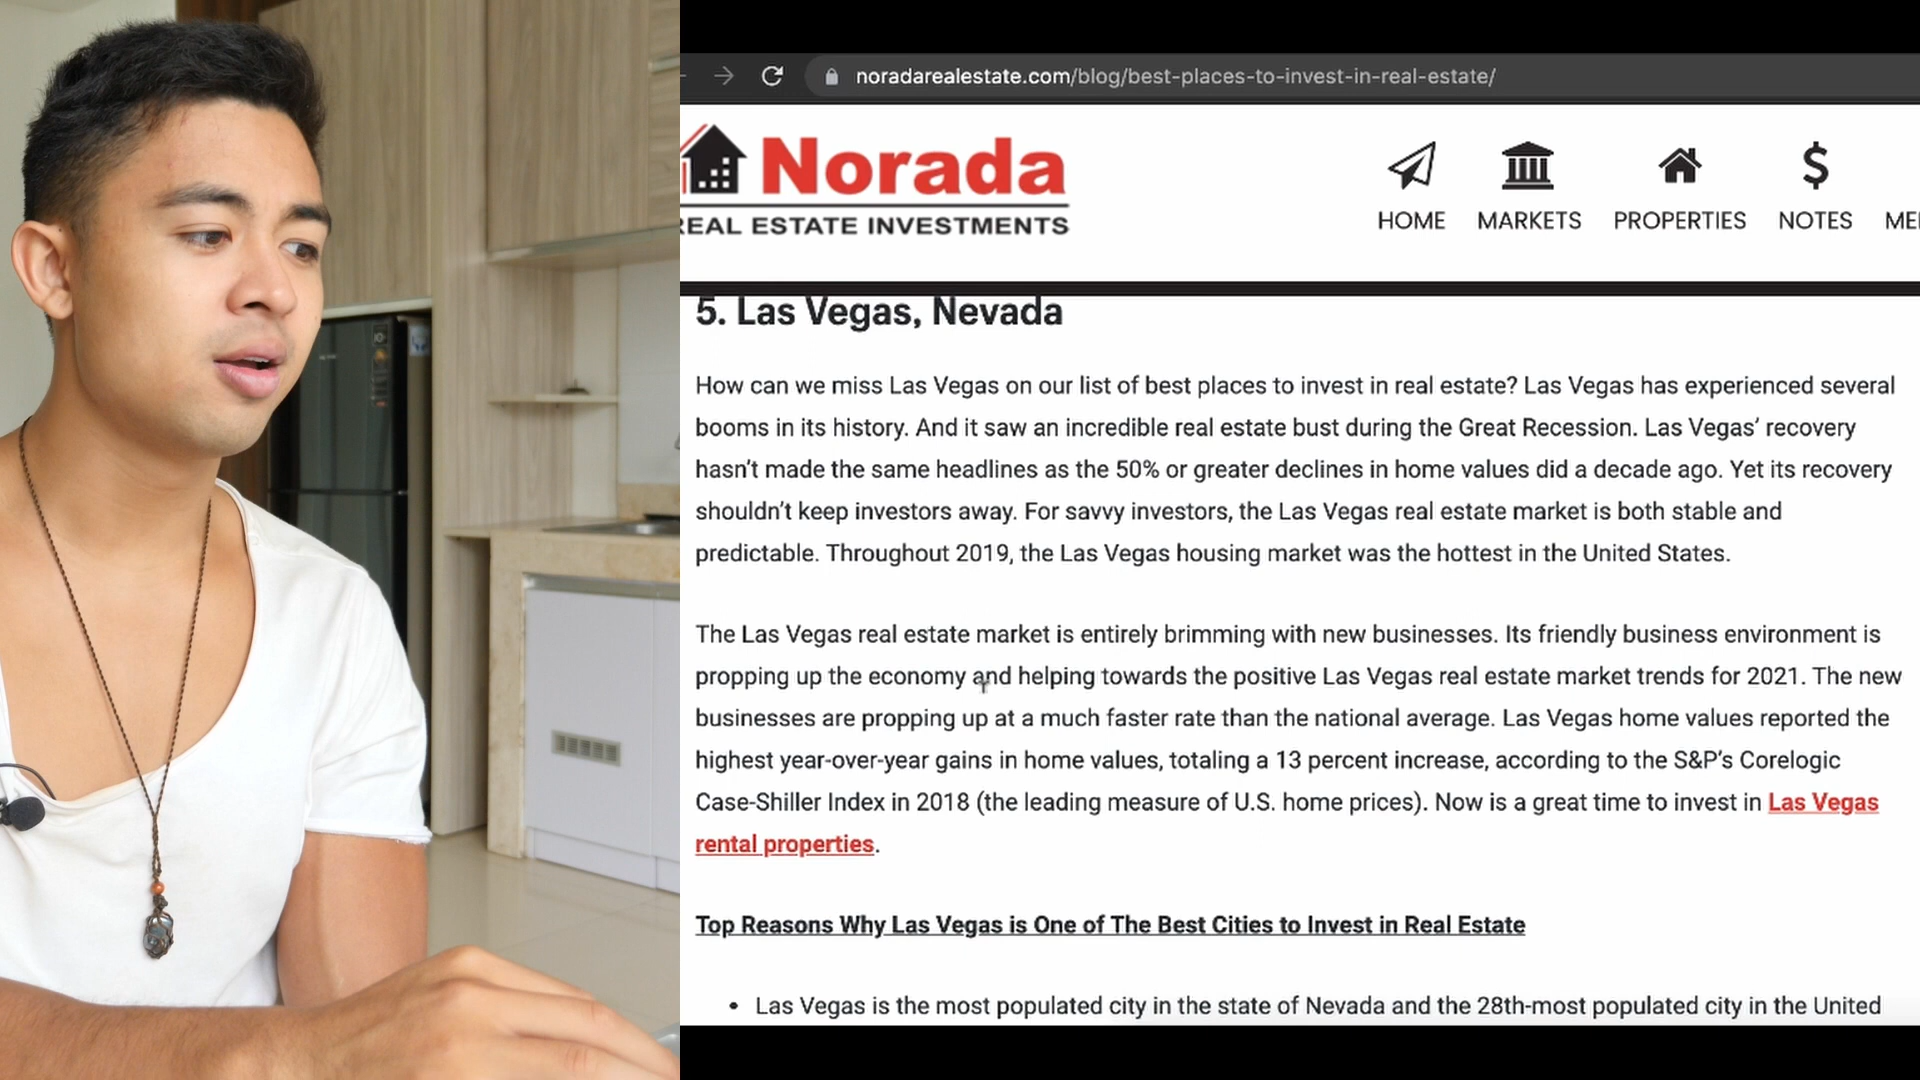 noradarealestate.com/blog/best-places-to-invest-in-real-estate/
Norada
REAL ESTATE INVESTMENTS
HOME MARKETS PROPERTIES NOTES
5. Las Vegas, Nevada
How can we miss Las Vegas on our list of best places to invest in real estate? Las Vegas has experienced several
booms in its history. And it saw an incredible real estate bust during the Great Recession. Las Vegas’ recovery
hasn’t made the same headlines as the 50% or greater declines in home values did a decade ago. Yet its recovery
shouldn’t keep investors away. For savvy investors, the Las Vegas real estate market is both stable and
predictable. Throughout 2019, the Las Vegas housing market was the hottest in the United States.
The Las Vegas real estate market is entirely brimming with new businesses. Its friendly business environment is
propping up the economy and helping towards the positive Las Vegas real estate market trends for 2021. The new
businesses are propping up at a much faster rate than the national average. Las Vegas home values reported the
highest year-over-year gains in home values, totaling a 13 percent increase, according to the S&P’s Corelogic
Case-Shiller Index in 2018 (the leading measure of U.S. home prices). Now is a great time to invest in Las Vegas
rental properties.
Top Reasons Why Las Vegas is One of The Best Cities to Invest in Real Estate
• Las Vegas is the most populated city in the state of Nevada and the 28th-most populated city in the United